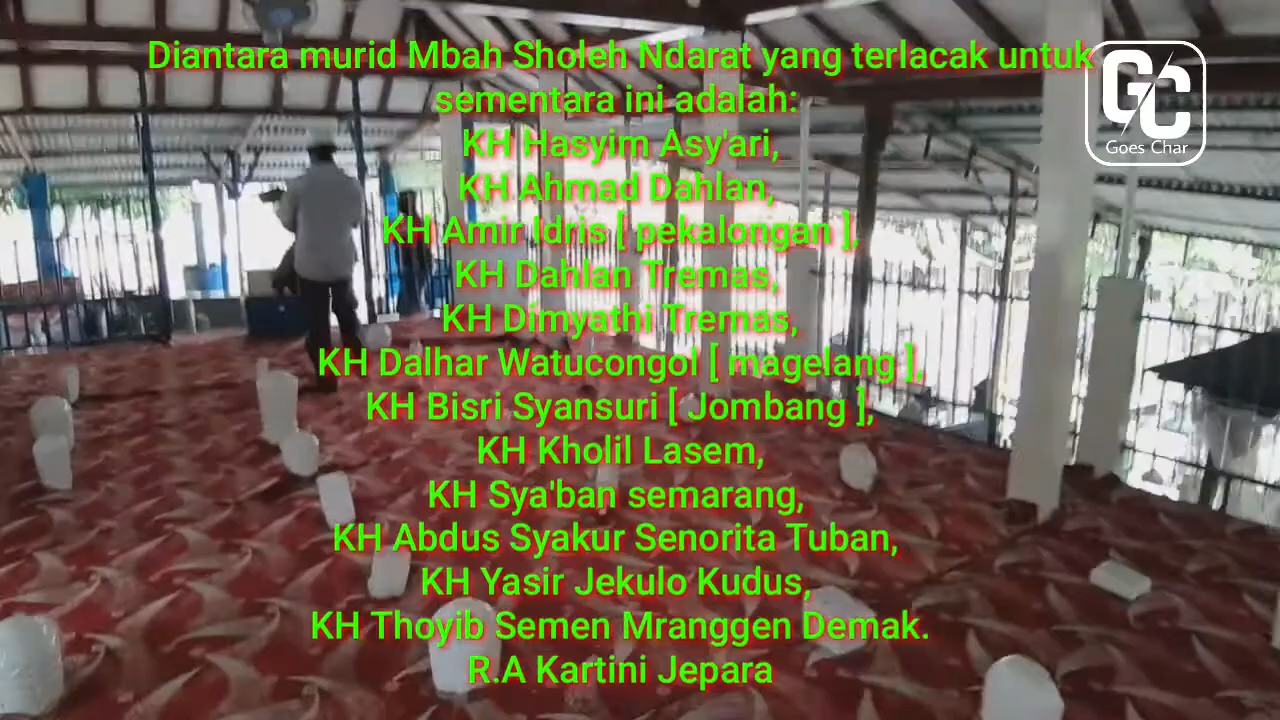 Diantara murid Mbah Sholeh Ndarat yang terlacak untuk
sementara ini adalah:
KH Hasyim Asy'ari,
KH Ahmad Dahlan,
KH Amir Idris [ pekalongan ],
KH Dahlan Tremas,
KH Dimyathi Tremas,
KH Dalhar Watucongol [ magelang ],
KH Bisri Syansuri [ Jombang ],
KH Kholil Lasem,
KH Sya'ban semarang,
KH Abdus Syakur Senorita Tuban,
KH Yasir Jekulo Kudus,
KH Thoyib Semen Mranggen Demak.
R.A Kartini Jepara
GC
Goes Char